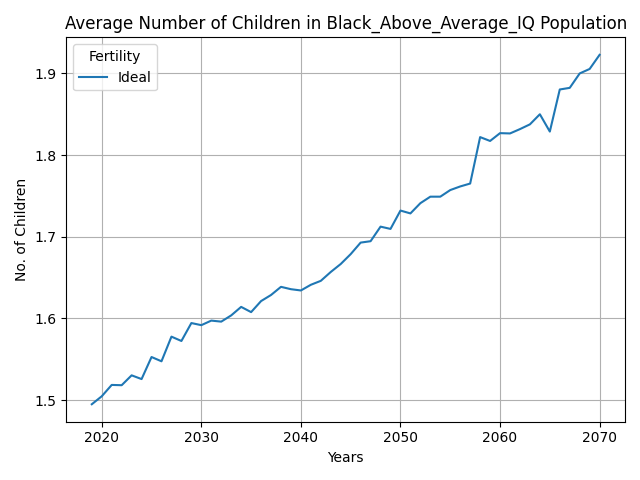 Average Number of Children in Black_Above_Average_IQ Population
Fertility
Ideal
No. of Children
1.9
1.8
1.7
1.6
1.5
2020 2030 2040 2050 2060 2070
Years